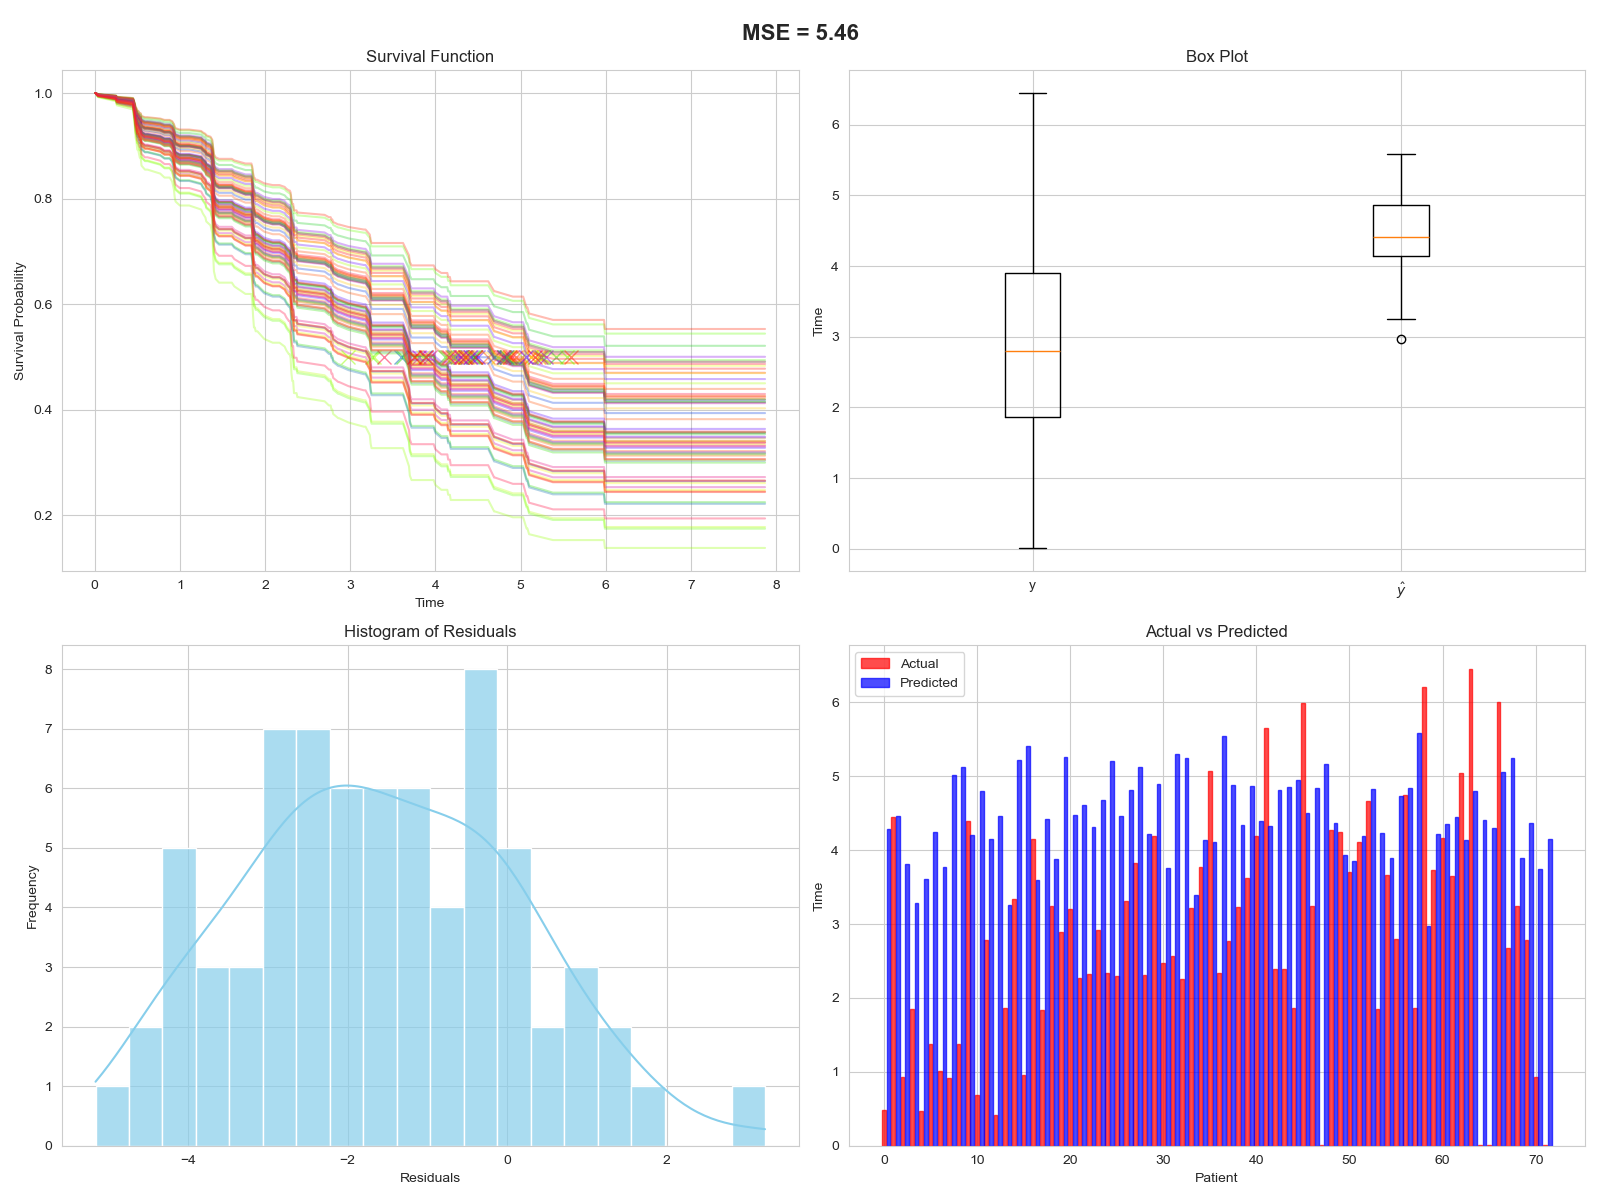 MSE = 5.46
Survival Function
1.0
0.8
0.6
0.4
0.2
Survival Probability
0 1 2 3 4 5 6 7 8
Time
Box Plot
6
5
4
3
2
1
0
Time
y ŷ
Histogram of Residuals
8
7
6
5
4
3
2
1
0
Frequency
−4 −2 0 2
Residuals
Actual vs Predicted
Actual
Predicted
6
5
4
3
2
1
0
Time
0 10 20 30 40 50 60 70
Patient